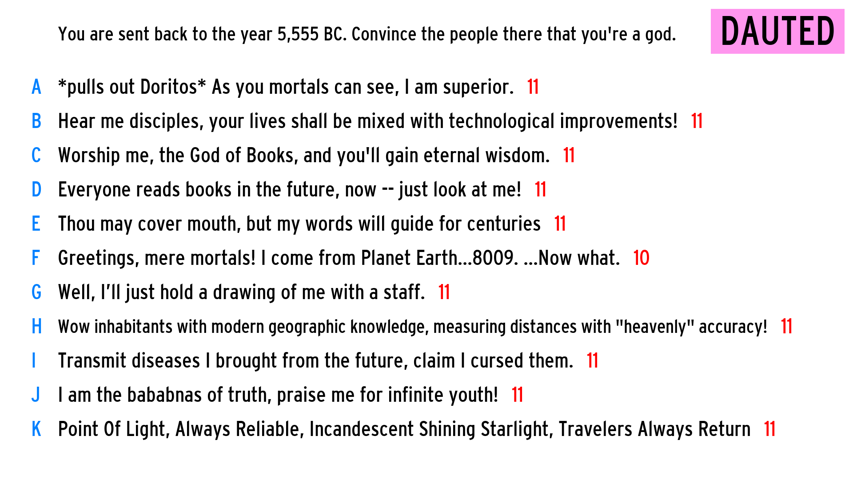 You are sent back to the year 5,555 BC. Convince the people there that you're a god.
DAUTED
A *pulls out Doritos* As you mortals can see, I am superior. 11
B Hear me disciples, your lives shall be mixed with technological improvements! 11
C Worship me, the God of Books, and you'll gain eternal wisdom. 11
D Everyone reads books in the future, now -- just look at me! 11
E Thou may cover mouth, but my words will guide for centuries 11
F Greetings, mere mortals! I come from Planet Earth...8009. ...Now what. 10
G Well, I’ll just hold a drawing of me with a staff. 11
H Wow inhabitants with modern geographic knowledge, measuring distances with "heavenly" accuracy! 11
I Transmit diseases I brought from the future, claim I cursed them. 11
J I am the bababnas of truth, praise me for infinite youth! 11
K Point Of Light, Always Reliable, Incandescent Shining Starlight, Travelers Always Return 11